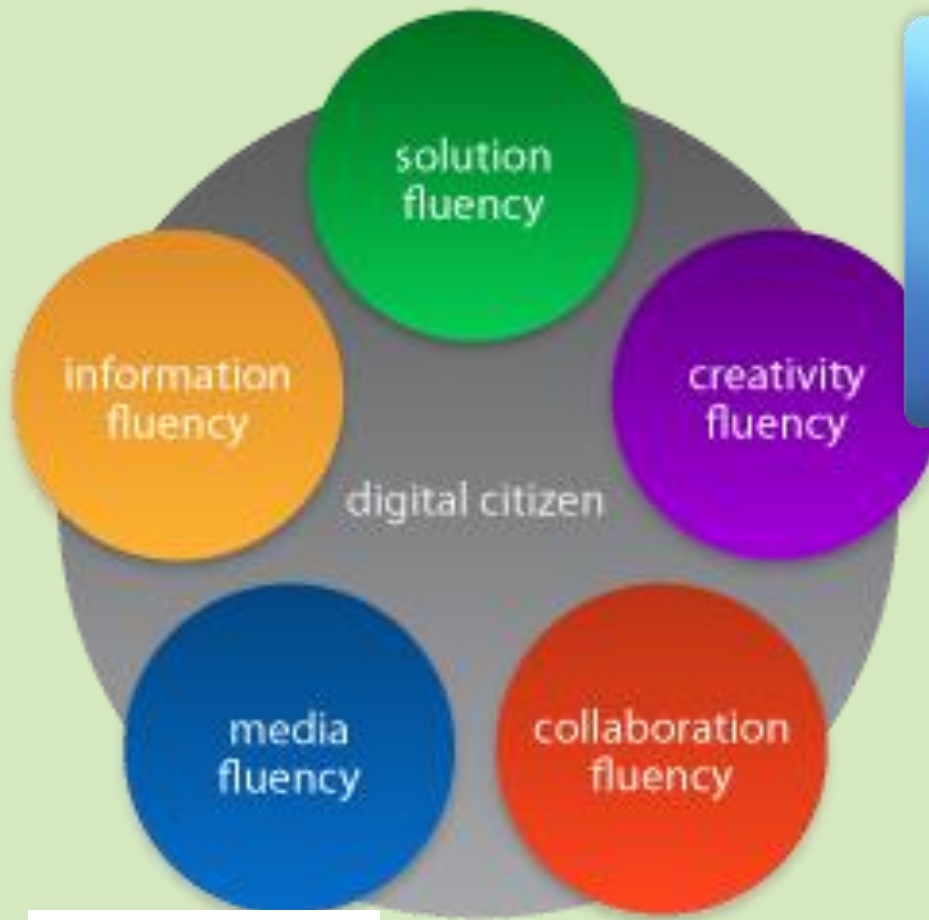 solution
fluency
information
fluency
creativity
fluency
digital citizen
media
fluency
collaboration
fluency